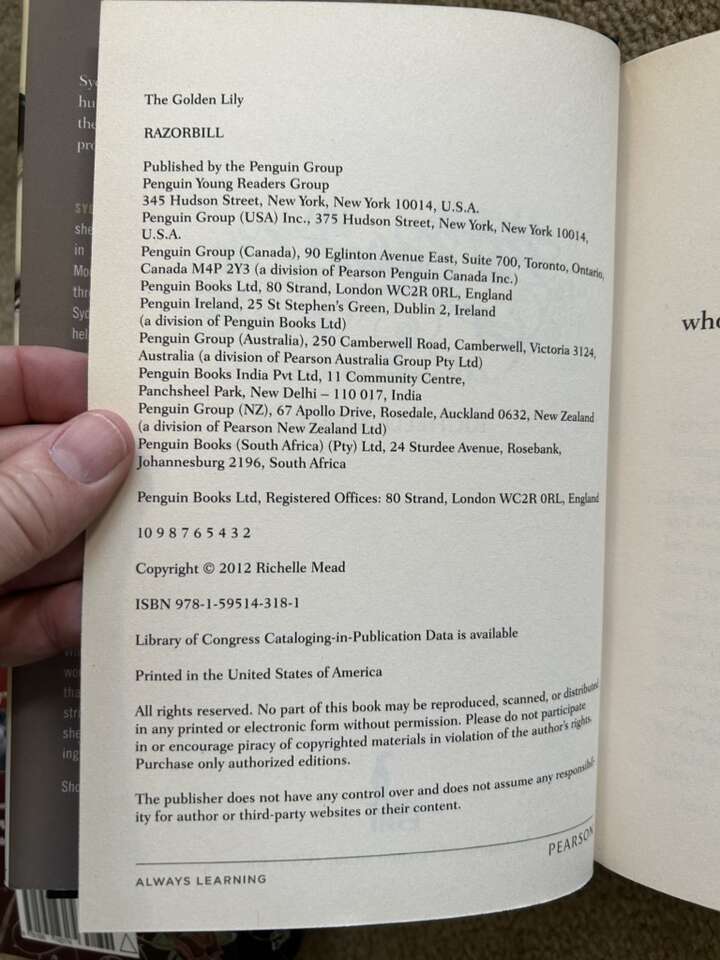 The Golden Lily
RAZORBILL
Published by the Penguin Group
Penguin Young Readers Group
345 Hudson Street, New York, New York 10014, U.S.A.
Penguin Group (USA) Inc., 375 Hudson Street, New York, New York 10014,
U.S.A.
Penguin Group (Canada), 90 Eglinton Avenue East, Suite 700, Toronto, Ontario,
Canada M4P 2Y3 (a division of Pearson Penguin Canada Inc.)
Penguin Books Ltd, 80 Strand, London WC2R 0RL, England
Penguin Ireland, 25 St Stephen's Green, Dublin 2, Ireland
(a division of Penguin Books Ltd)
Penguin Group (Australia), 250 Camberwell Road, Camberwell, Victoria 3124,
Australia (a division of Pearson Australia Group Pty Ltd)
Penguin Books India Pvt Ltd, 11 Community Centre,
Panchsheel Park, New Delhi – 110 017, India
Penguin Group (NZ), 67 Apollo Drive, Rosedale, Auckland 0632, New Zealand
(a division of Pearson New Zealand Ltd)
Penguin Books (South Africa) (Pty) Ltd, 24 Sturdee Avenue, Rosebank,
Johannesburg 2196, South Africa
Penguin Books Ltd, Registered Offices: 80 Strand, London WC2R 0RL, England
10 9 8 7 6 5 4 3 2
Copyright © 2012 Richelle Mead
ISBN 978-1-59514-318-1
Library of Congress Cataloging-in-Publication Data is available
Printed in the United States of America
All rights reserved. No part of this book may be reproduced, scanned, or distributed
in any printed or electronic form without permission. Please do not participate
in or encourage piracy of copyrighted materials in violation of the author's rights.
Purchase only authorized editions.
The publisher does not have any control over and does not assume any responsibil-
ity for author or third-party websites or their content.
PEARSON
ALWAYS LEARNING
who